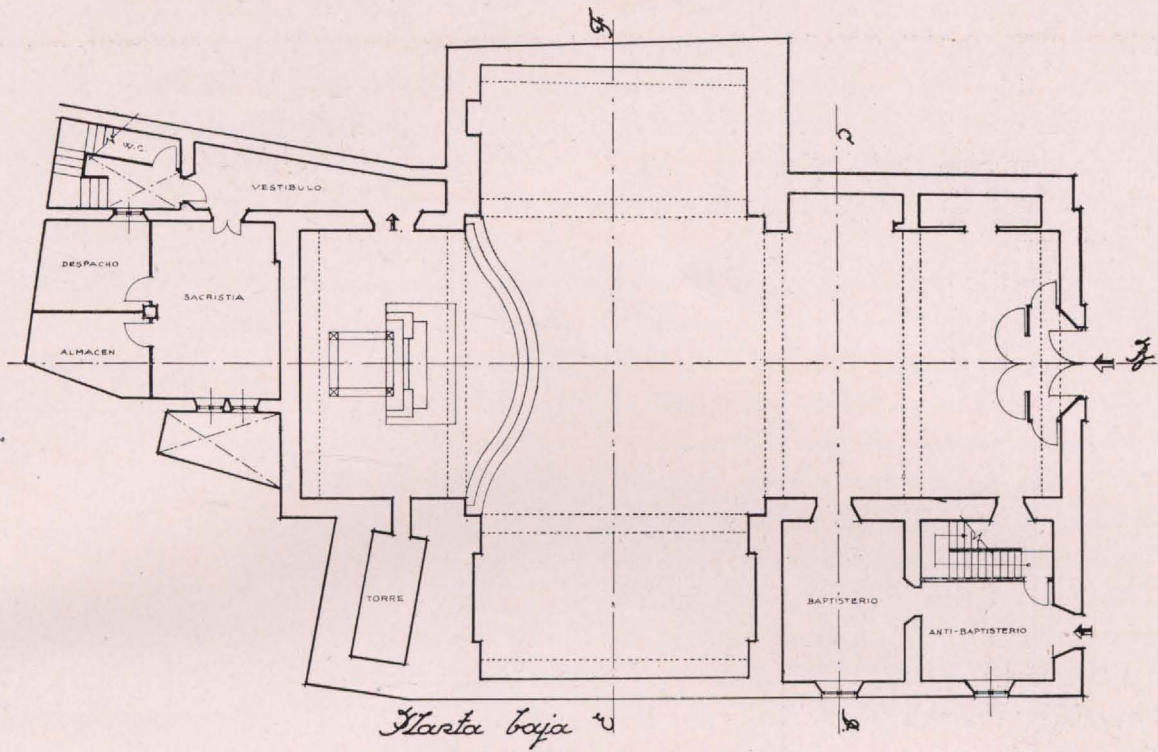 W.C.
VESTIBULO
DESPACHO
SACRISTIA
ALMACEN
TORRE
BAPTISTERIO
ANTI-BAPTISTERIO
Planta baja